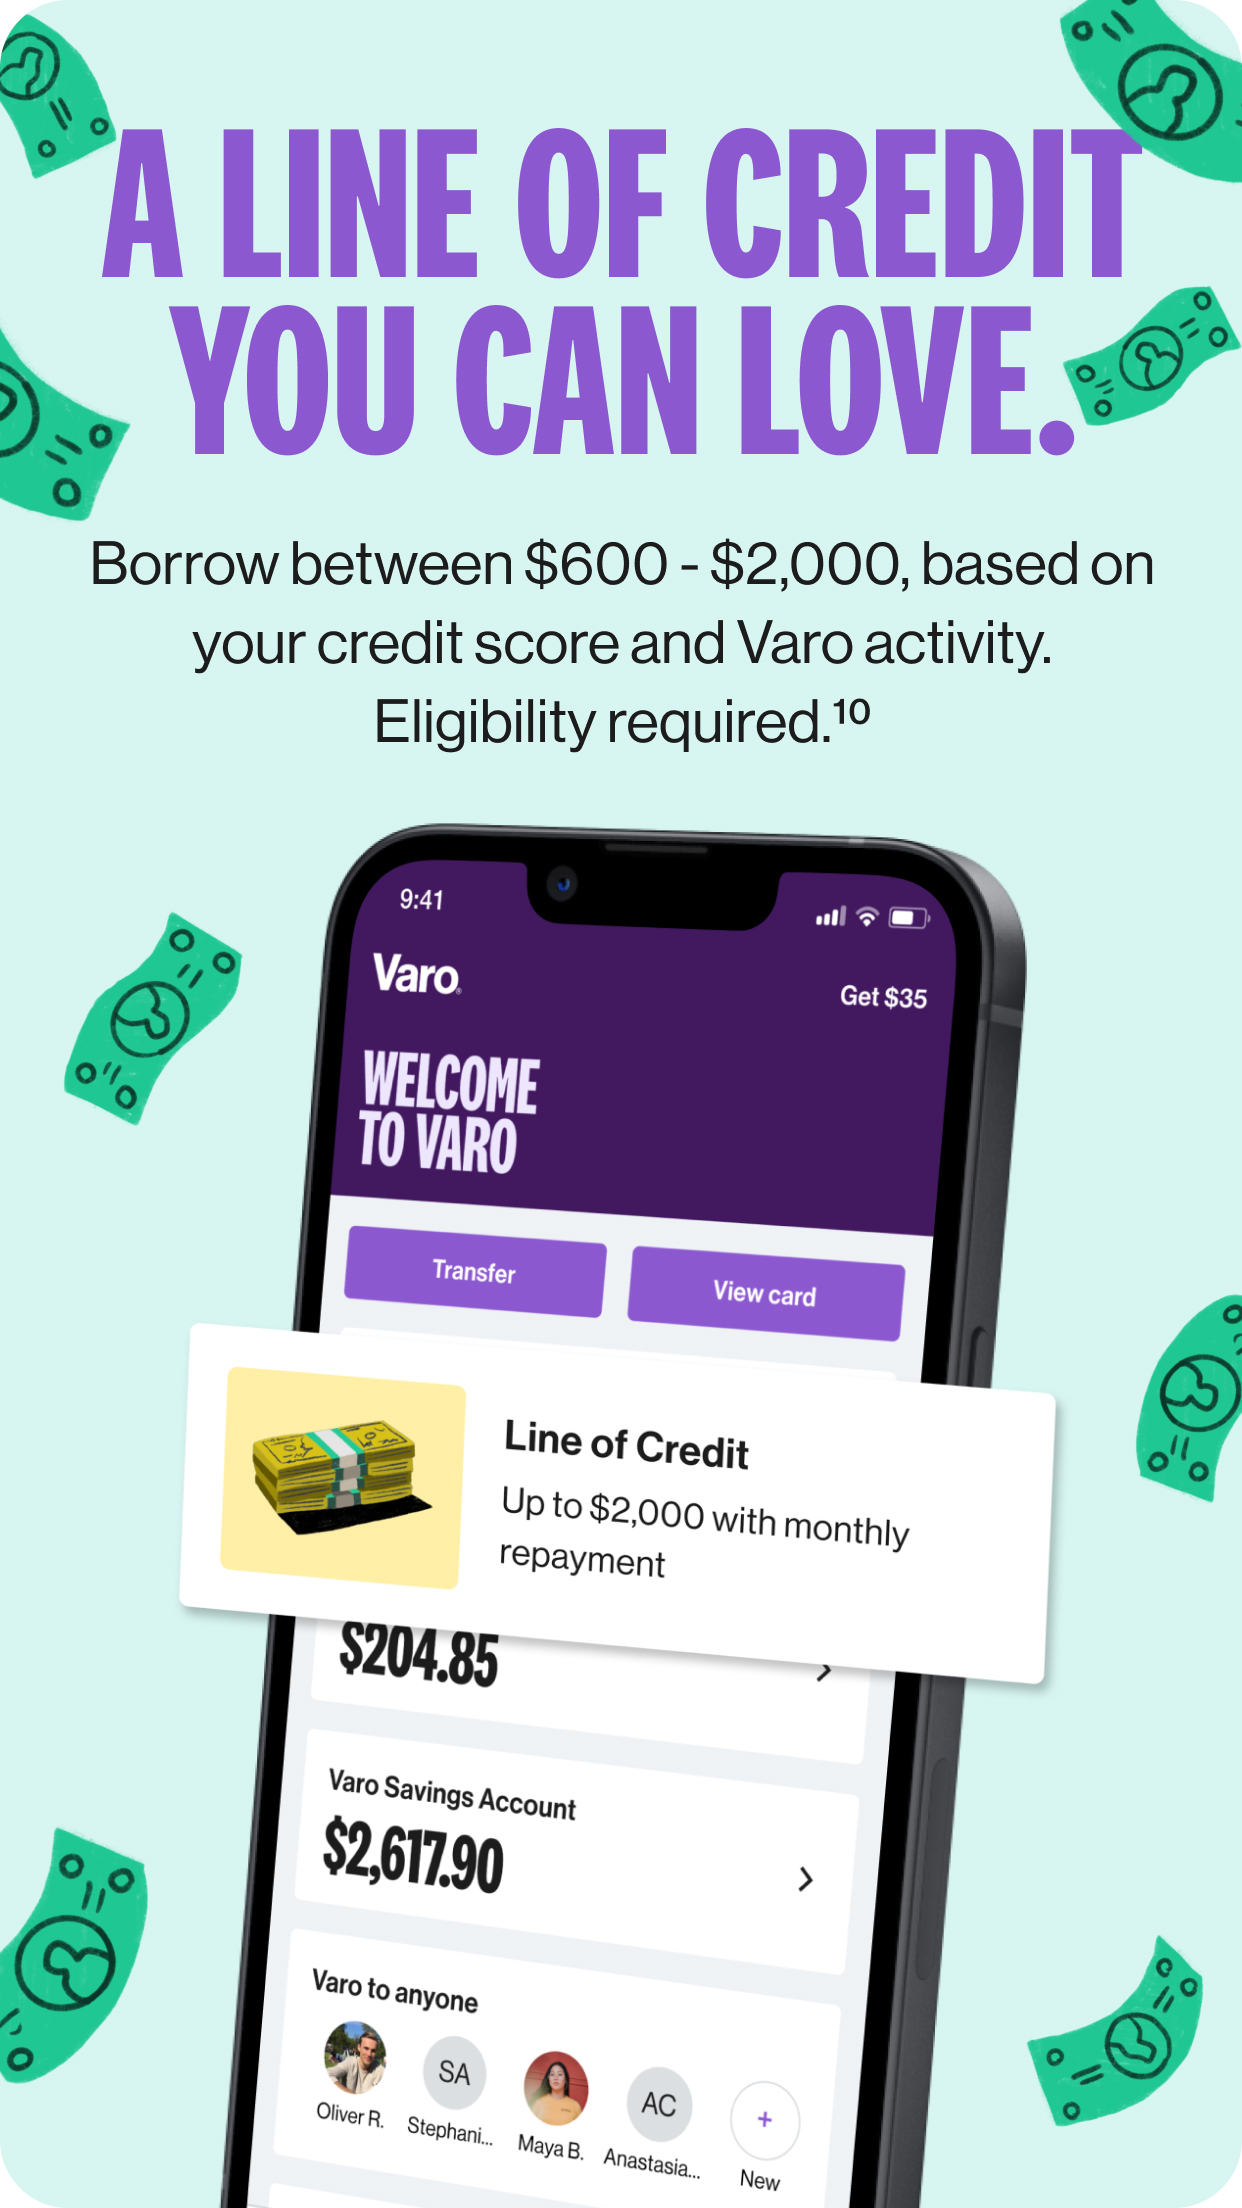 A LINE OF CREDIT
YOU CAN LOVE.
Borrow between $600 - $2,000, based on
your credit score and Varo activity.
Eligibility required.¹⁰
9:41
Varo®
Get $35
WELCOME
TO VARO
Transfer
View card
Line of Credit
Up to $2,000 with monthly
repayment
$204.85
Varo Savings Account
$2,617.90
Varo to anyone
SA
AC
+
Oliver R.
Stephani...
Maya B.
Anastasia...
New